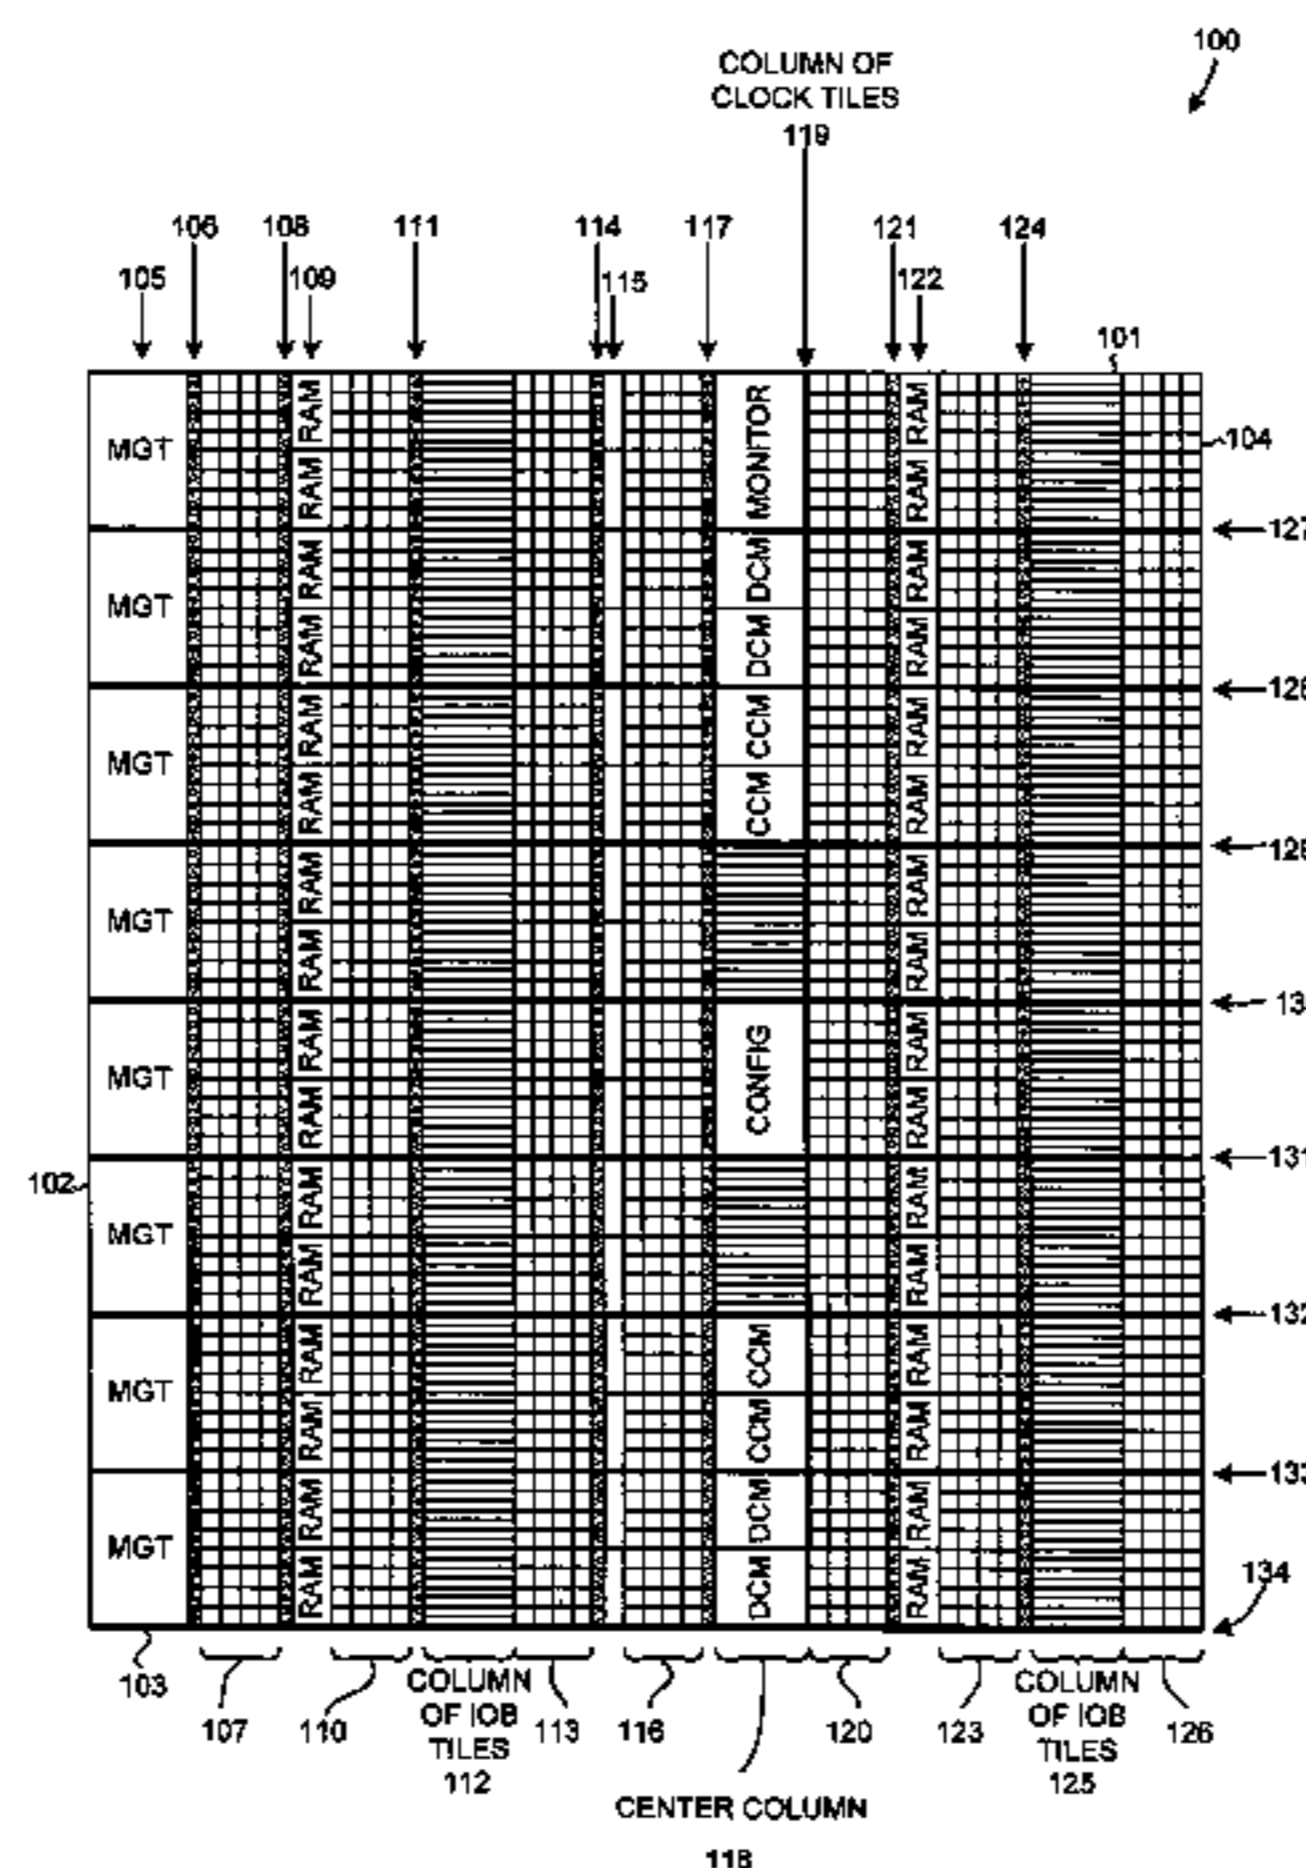 100
COLUMN OF
CLOCK TILES
119
106
108
111
114
117
121
124
105
109
115
122
101
MGT
RAM
RAM
MONITOR
RAM
RAM
104
127
MGT
RAM
RAM
DCM
DCM
RAM
RAM
MGT
RAM
RAM
CCM
CCM
RAM
RAM
MGT
RAM
RAM
RAM
RAM
MGT
RAM
RAM
CONFIG
RAM
RAM
131
102
MGT
RAM
RAM
RAM
RAM
132
MGT
RAM
RAM
CCM
CCM
RAM
RAM
133
MGT
RAM
RAM
DCM
DCM
RAM
RAM
134
103
107
110
COLUMN
OF IOB
TILES
112
113
116
120
123
COLUMN
OF IOB
TILES
125
126
CENTER COLUMN
118